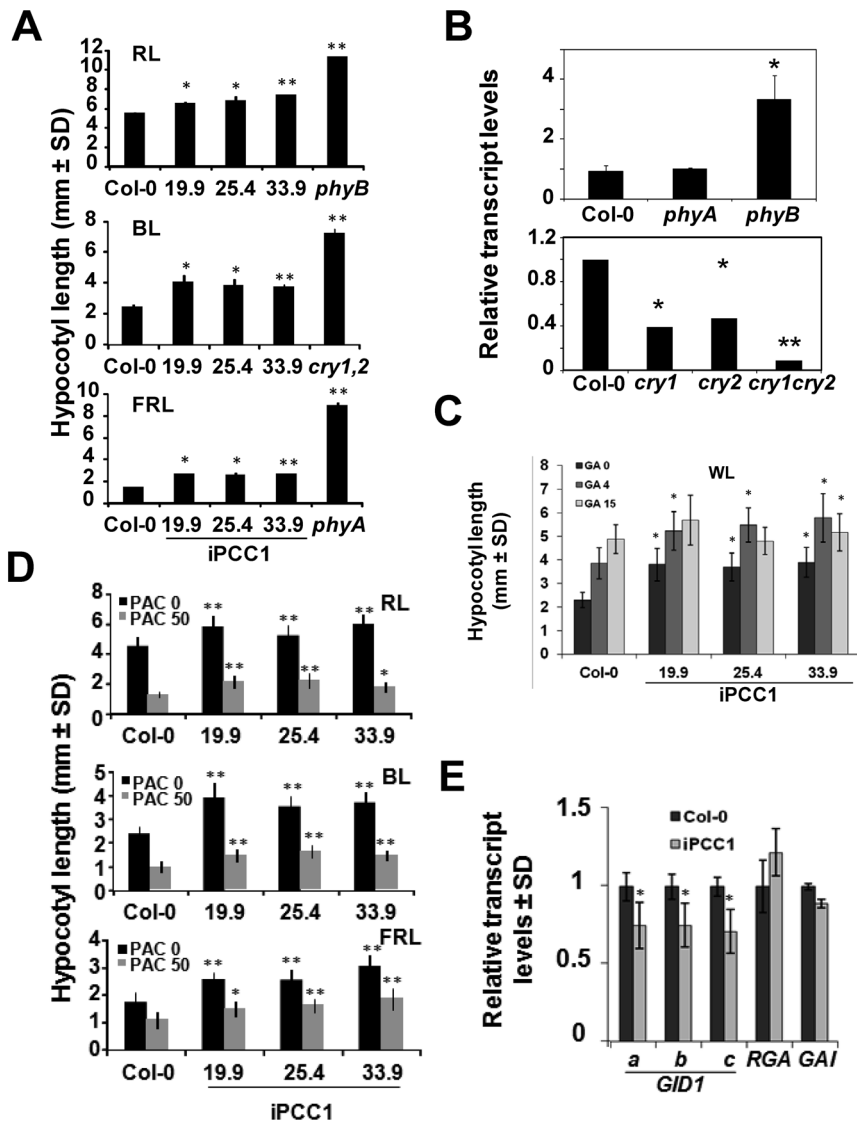 A
RL
Hypocotyl length (mm ± SD)
12
10
8
6
4
2
0
*
*
**
**
Col-0 19.9 25.4 33.9 phyB
BL
8
6
4
2
0
*
*
**
**
Col-0 19.9 25.4 33.9 cry1,2
FRL
10
8
6
4
2
0
*
*
**
**
Col-0 19.9 25.4 33.9 phyA
iPCC1
B
Relative transcript levels
4
2
0
*
Col-0 phyA phyB
1.2
0.8
0.4
0
*
*
**
Col-0 cry1 cry2 cry1cry2
C
WL
GA 0
GA 4
GA 15
Hypocotyl length
(mm ± SD)
8
7
6
5
4
3
2
1
0
* *
* *
* * *
Col-0 19.9 25.4 33.9
iPCC1
D
Hypocotyl length (mm ± SD)
PAC 0
PAC 50
RL
8
6
4
2
0
** ** **
** ** *
Col-0 19.9 25.4 33.9
PAC 0
PAC 50
BL
5
4
3
2
1
0
** ** **
** ** **
Col-0 19.9 25.4 33.9
PAC 0
PAC 50
FRL
4
3
2
1
0
** ** **
* ** **
Col-0 19.9 25.4 33.9
iPCC1
E
Relative transcript
levels ± SD
Col-0
iPCC1
1.5
1
0.5
0
* * *
a b c RGA GAI
GID1